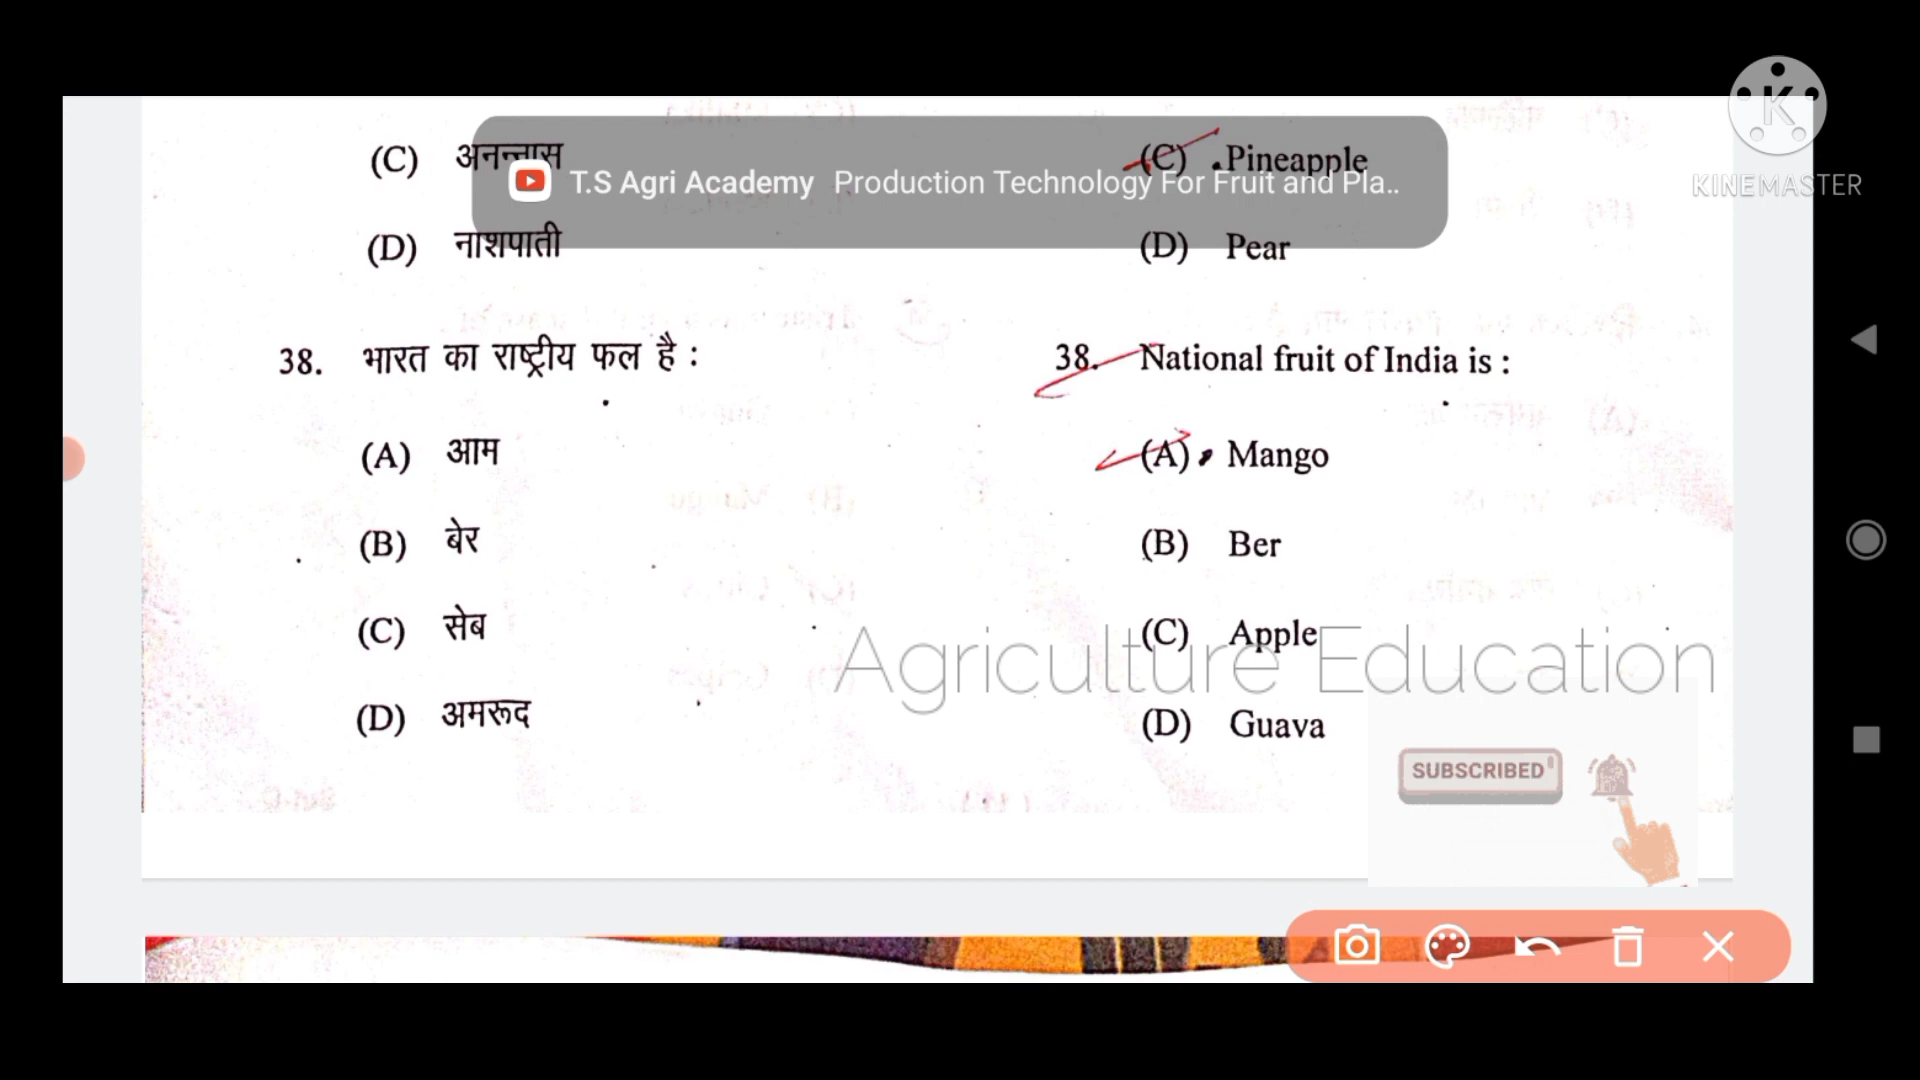 (C) अनन्नास
(C) Pineapple
T.S Agri Academy Production Technology For Fruit and Pla..
(D) नाशपाती
(D) Pear
38. भारत का राष्ट्रीय फल है :
(A) आम
(B) बेर
(C) सेब
(D) अमरूद
38. National fruit of India is :
(A) Mango
(B) Ber
(C) Apple
(D) Guava
Agriculture Education
SUBSCRIBED
K
KINEMASTER